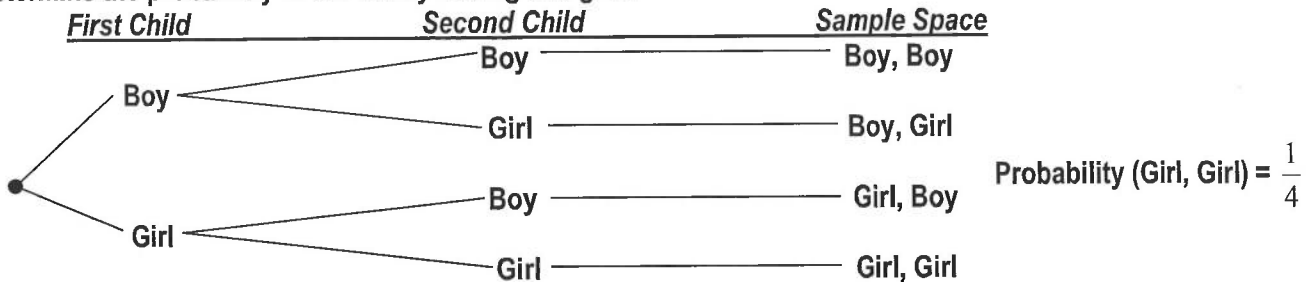 First Child Second Child Sample Space
Boy Boy, Boy
Boy
Girl Boy, Girl
Probability (Girl, Girl) = 1/4
Boy Girl, Boy
Girl
Girl Girl, Girl